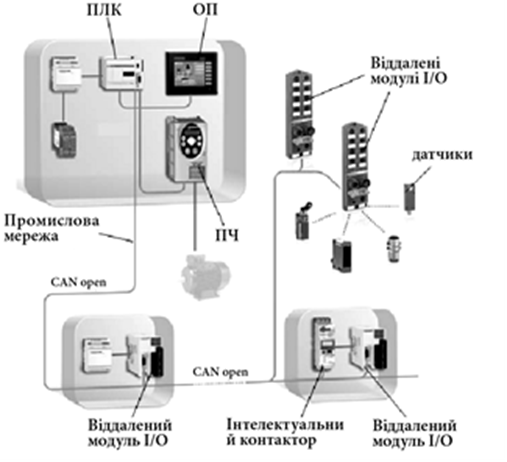 ПЛК
ОП
Віддалені
модулі I/O
датчики
Промислова
мережа
ПЧ
CAN open
CAN open
Віддалений
модуль I/O
Інтелектуальни
й контактор
Віддалений
модуль I/O